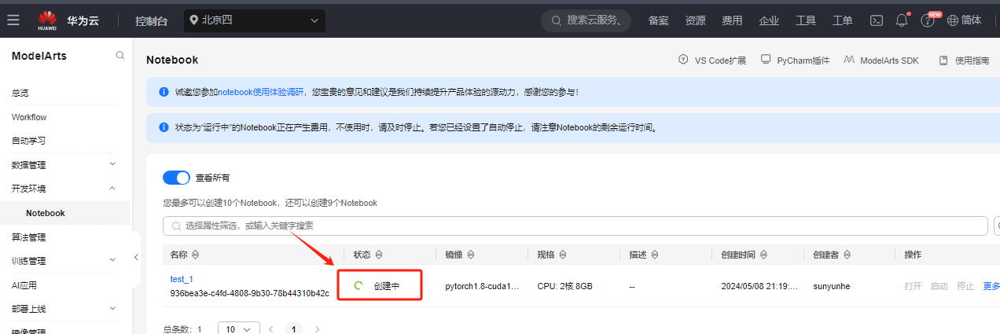 HUAWEI 华为云 控制台 北京四 搜索云服务、 备案 资源 费用 企业 工具 工单 NEW 简体
ModelArts
Notebook VS Code扩展 PyCharm插件 ModelArts SDK 使用指南
总览
Workflow
自动学习
数据管理
开发环境
Notebook
算法管理
训练管理
AI应用
部署上线
镜像管理
诚邀您参加notebook使用体验调研，您宝贵的意见和建议是我们持续提升产品体验的源动力，感谢您的参与！
状态为“运行中”的Notebook正在产生费用，不使用时，请及时停止。若您已经设置了自动停止，请注意Notebook的剩余运行时间。
查看所有
您最多可以创建10个Notebook，还可以创建9个Notebook
选择属性筛选，或输入关键字搜索
名称 状态 镜像 规格 描述 创建时间 创建者 操作
test_1
936bea3e-c4fd-4808-9b30-78b44310b42c 创建中 pytorch1.8-cuda1... CPU: 2核 8GB -- 2024/05/08 21:19:... sunyunhe 打开 启动 停止 更多
总条数： 1 10 1